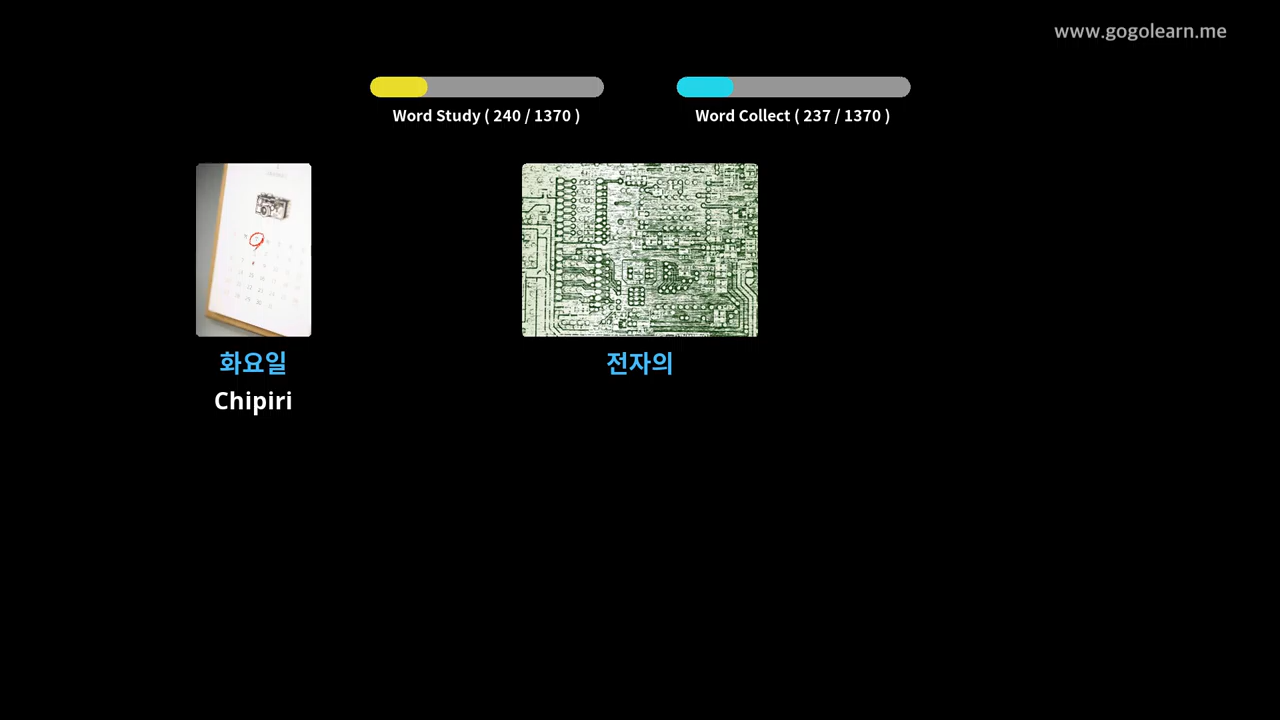 www.gogolearn.me
Word Study ( 240 / 1370 )
Word Collect ( 237 / 1370 )
화요일
Chipiri
전자의